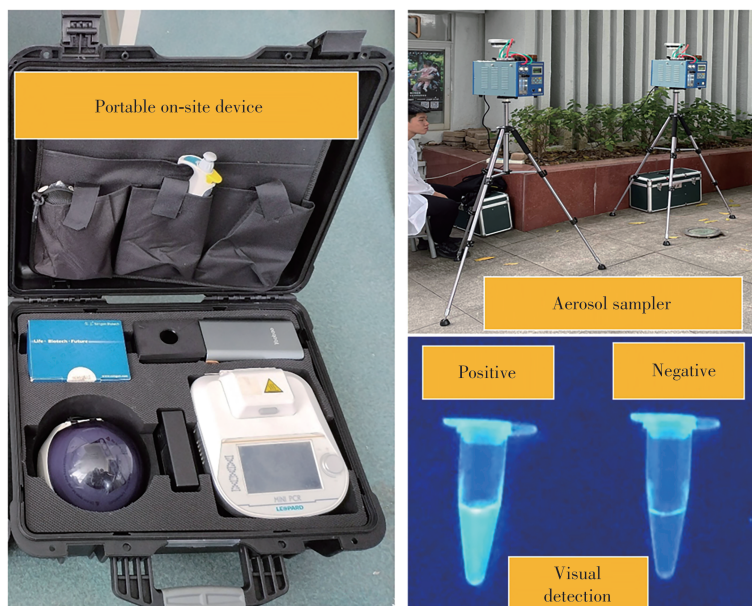 Portable on-site device
Life · Biotech · Future
MINI PCR
LEOPARD
Aerosol sampler
Positive
Negative
Visual
detection